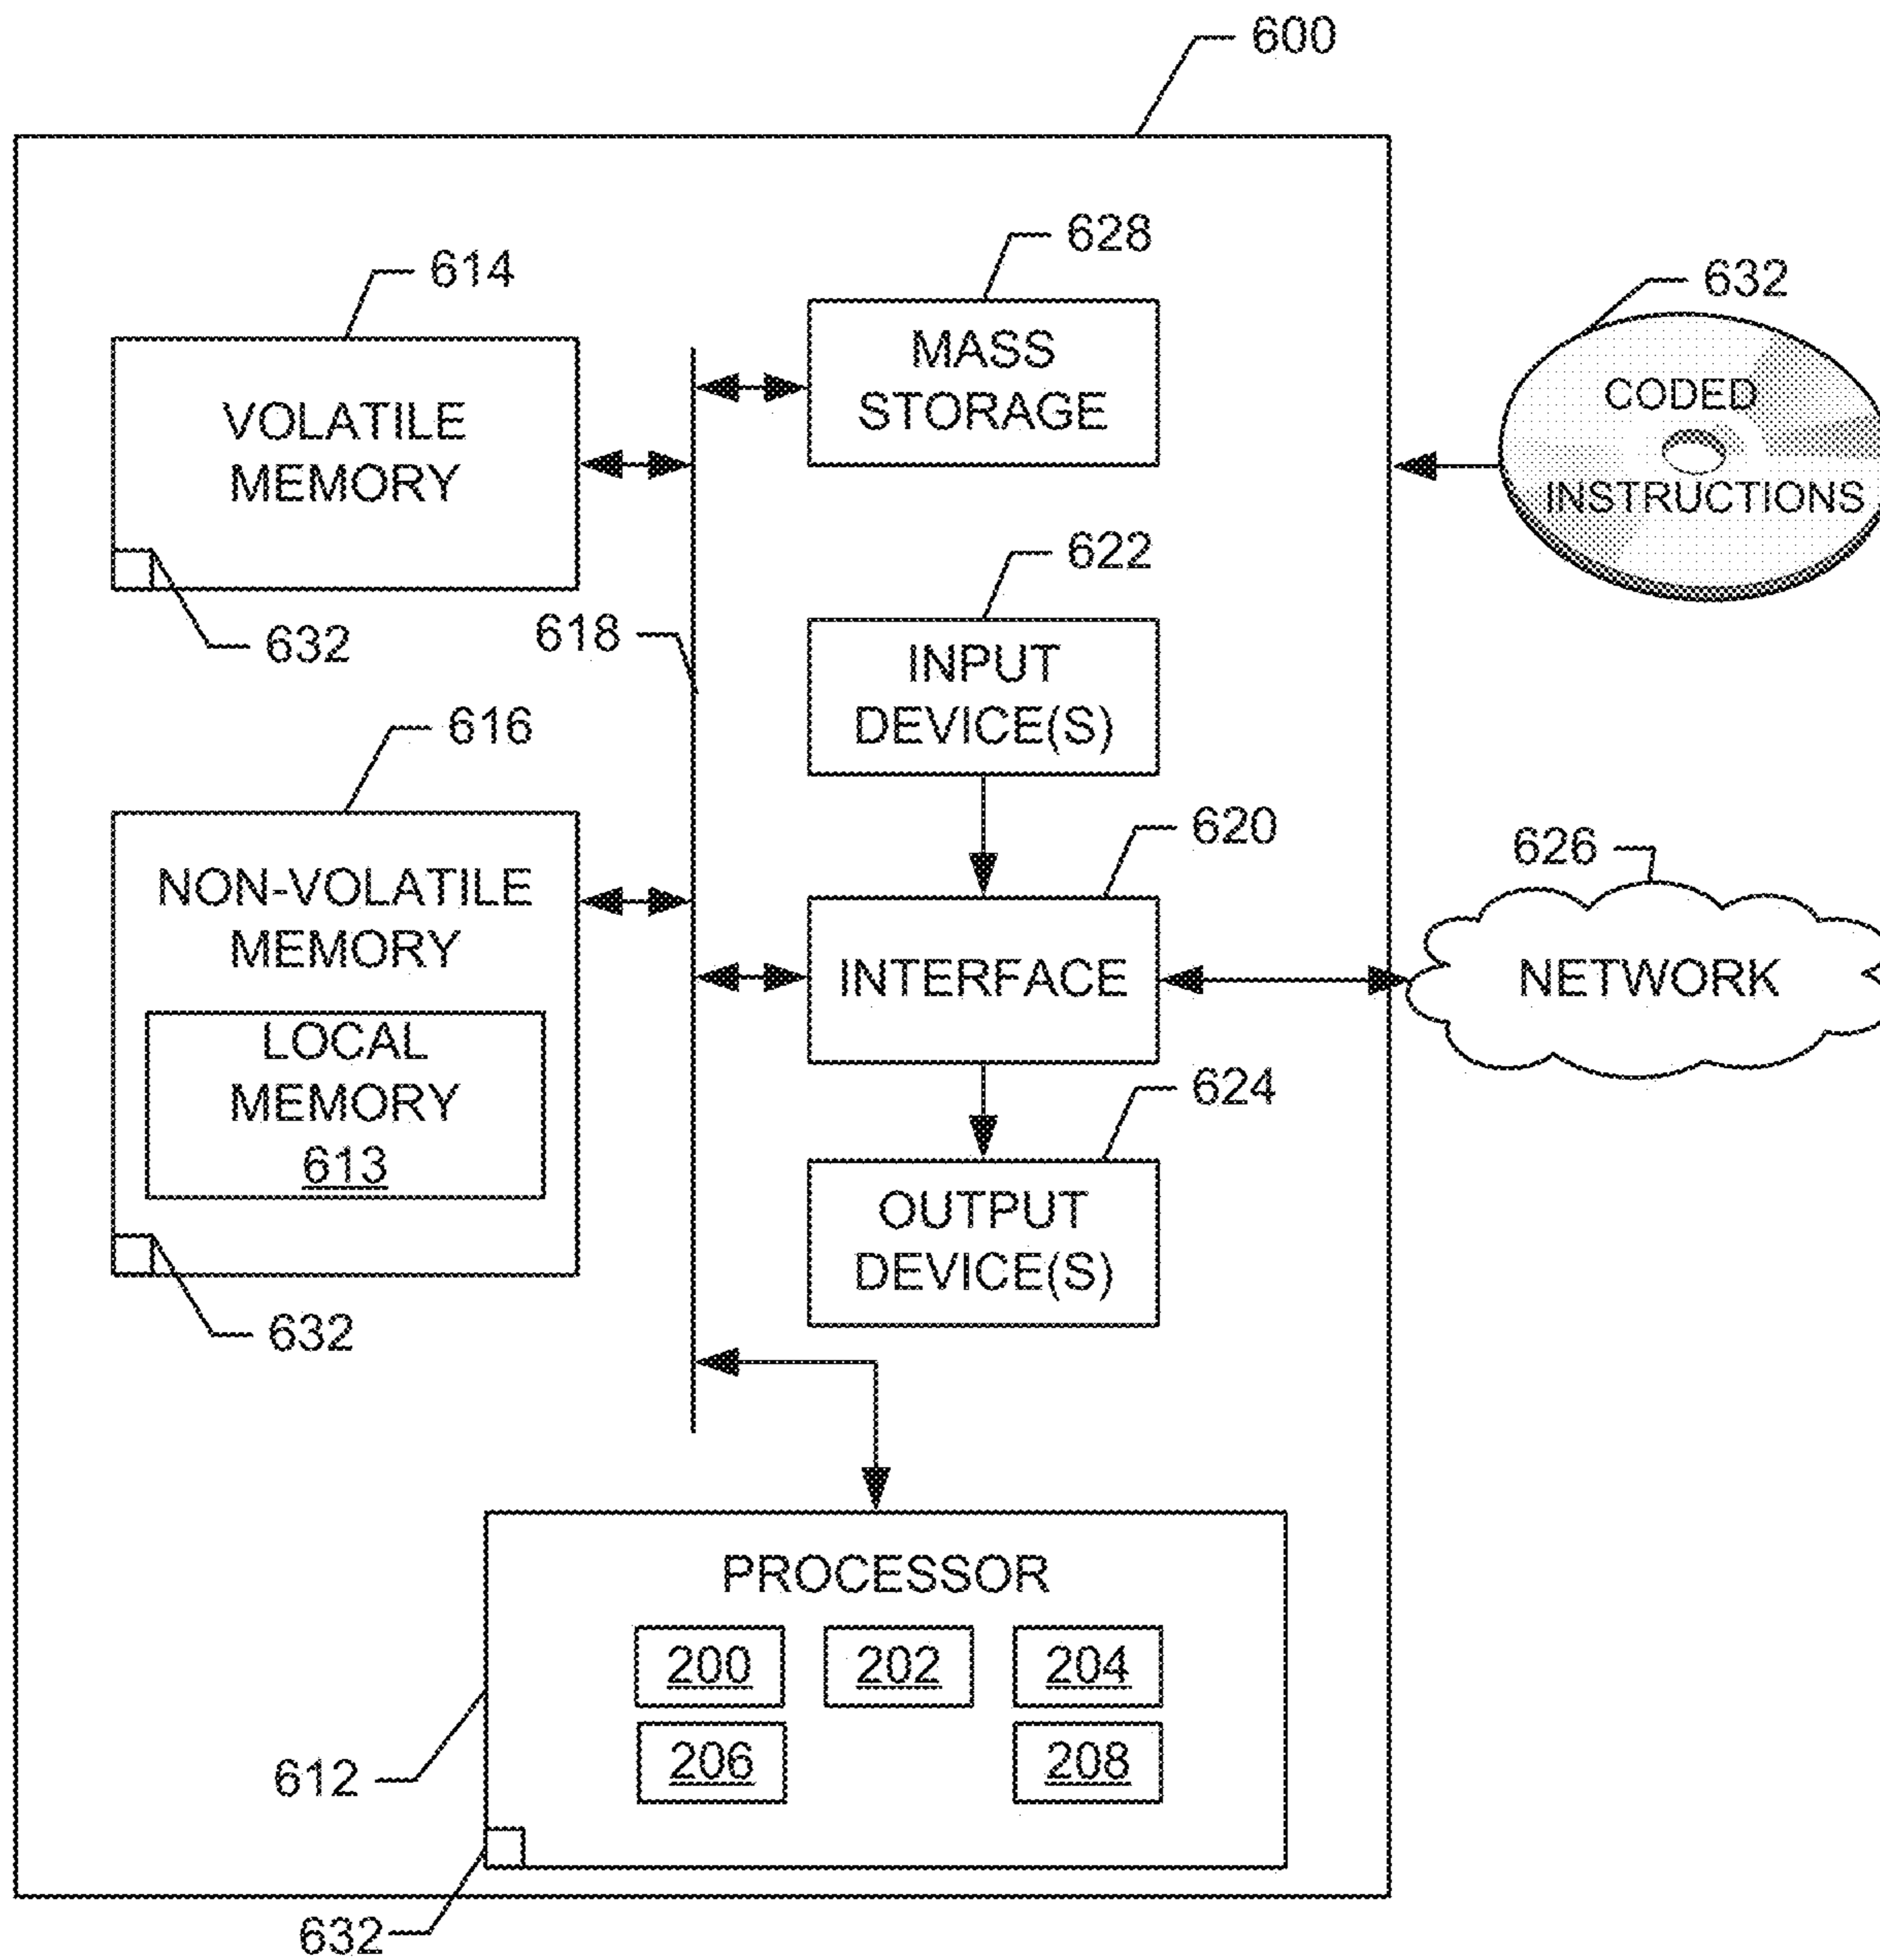 600
628
614
632
MASS
STORAGE
VOLATILE
MEMORY
CODED
INSTRUCTIONS
622
632
618
INPUT
DEVICE(S)
616
620
626
NON-VOLATILE
MEMORY
INTERFACE
NETWORK
LOCAL
MEMORY
613
624
OUTPUT
DEVICE(S)
632
PROCESSOR
200 202 204
206 208
612
632